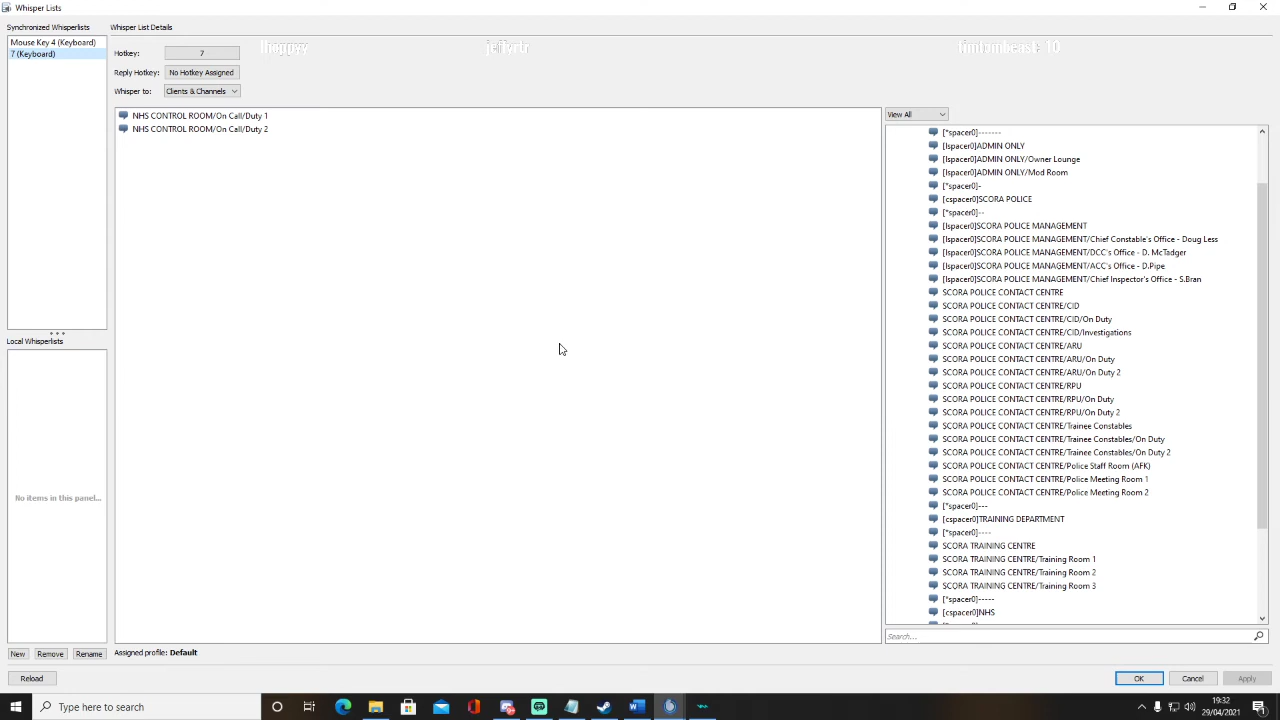 Whisper Lists
Synchronized Whisperlists
Whisper List Details
Mouse Key 4 (Keyboard)
7 (Keyboard)
Hotkey: 7
Reply Hotkey: No Hotkey Assigned
Whisper to: Clients & Channels
jeffvrtr
timtombeast_10
NHS CONTROL ROOM/On Call/Duty 1
NHS CONTROL ROOM/On Call/Duty 2
View All
[*spacer0]-------
[lspacer0]ADMIN ONLY
[lspacer0]ADMIN ONLY/Owner Lounge
[lspacer0]ADMIN ONLY/Mod Room
[*spacer0]-
[cspacer0]SCORA POLICE
[*spacer0]--
[lspacer0]SCORA POLICE MANAGEMENT
[lspacer0]SCORA POLICE MANAGEMENT/Chief Constable's Office - Doug Less
[lspacer0]SCORA POLICE MANAGEMENT/DCC's Office - D. McTadger
[lspacer0]SCORA POLICE MANAGEMENT/ACC's Office - D.Pipe
[lspacer0]SCORA POLICE MANAGEMENT/Chief Inspector's Office - S.Bran
SCORA POLICE CONTACT CENTRE
SCORA POLICE CONTACT CENTRE/CID
SCORA POLICE CONTACT CENTRE/CID/On Duty
SCORA POLICE CONTACT CENTRE/CID/Investigations
SCORA POLICE CONTACT CENTRE/ARU
SCORA POLICE CONTACT CENTRE/ARU/On Duty
SCORA POLICE CONTACT CENTRE/ARU/On Duty 2
SCORA POLICE CONTACT CENTRE/RPU
SCORA POLICE CONTACT CENTRE/RPU/On Duty
SCORA POLICE CONTACT CENTRE/RPU/On Duty 2
SCORA POLICE CONTACT CENTRE/Trainee Constables
SCORA POLICE CONTACT CENTRE/Trainee Constables/On Duty
SCORA POLICE CONTACT CENTRE/Trainee Constables/On Duty 2
SCORA POLICE CONTACT CENTRE/Police Staff Room (AFK)
SCORA POLICE CONTACT CENTRE/Police Meeting Room 1
SCORA POLICE CONTACT CENTRE/Police Meeting Room 2
[*spacer0]---
[cspacer0]TRAINING DEPARTMENT
[*spacer0]----
SCORA TRAINING CENTRE
SCORA TRAINING CENTRE/Training Room 1
SCORA TRAINING CENTRE/Training Room 2
SCORA TRAINING CENTRE/Training Room 3
[*spacer0]-----
[cspacer0]NHS
Search...
Local Whisperlists
No items in this panel...
New Remove Rename
Assigned profile: Default
Reload
OK Cancel Apply
Type here to search
19:32
29/04/2021